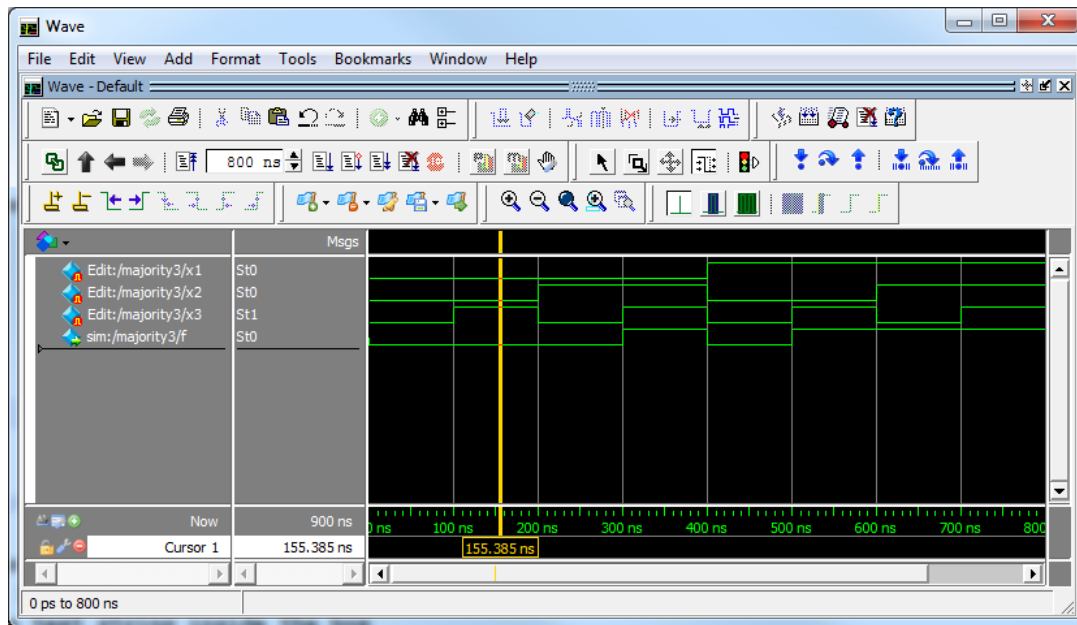 Wave
File Edit View Add Format Tools Bookmarks Window Help
Wave - Default
800 ns
Msgs
Edit:/majority3/x1 St0
Edit:/majority3/x2 St0
Edit:/majority3/x3 St1
sim:/majority3/f St0
Now 900 ns
ns 100 ns 200 ns 300 ns 400 ns 500 ns 600 ns 700 ns 800
Cursor 1 155.385 ns 155.385 ns
0 ps to 800 ns